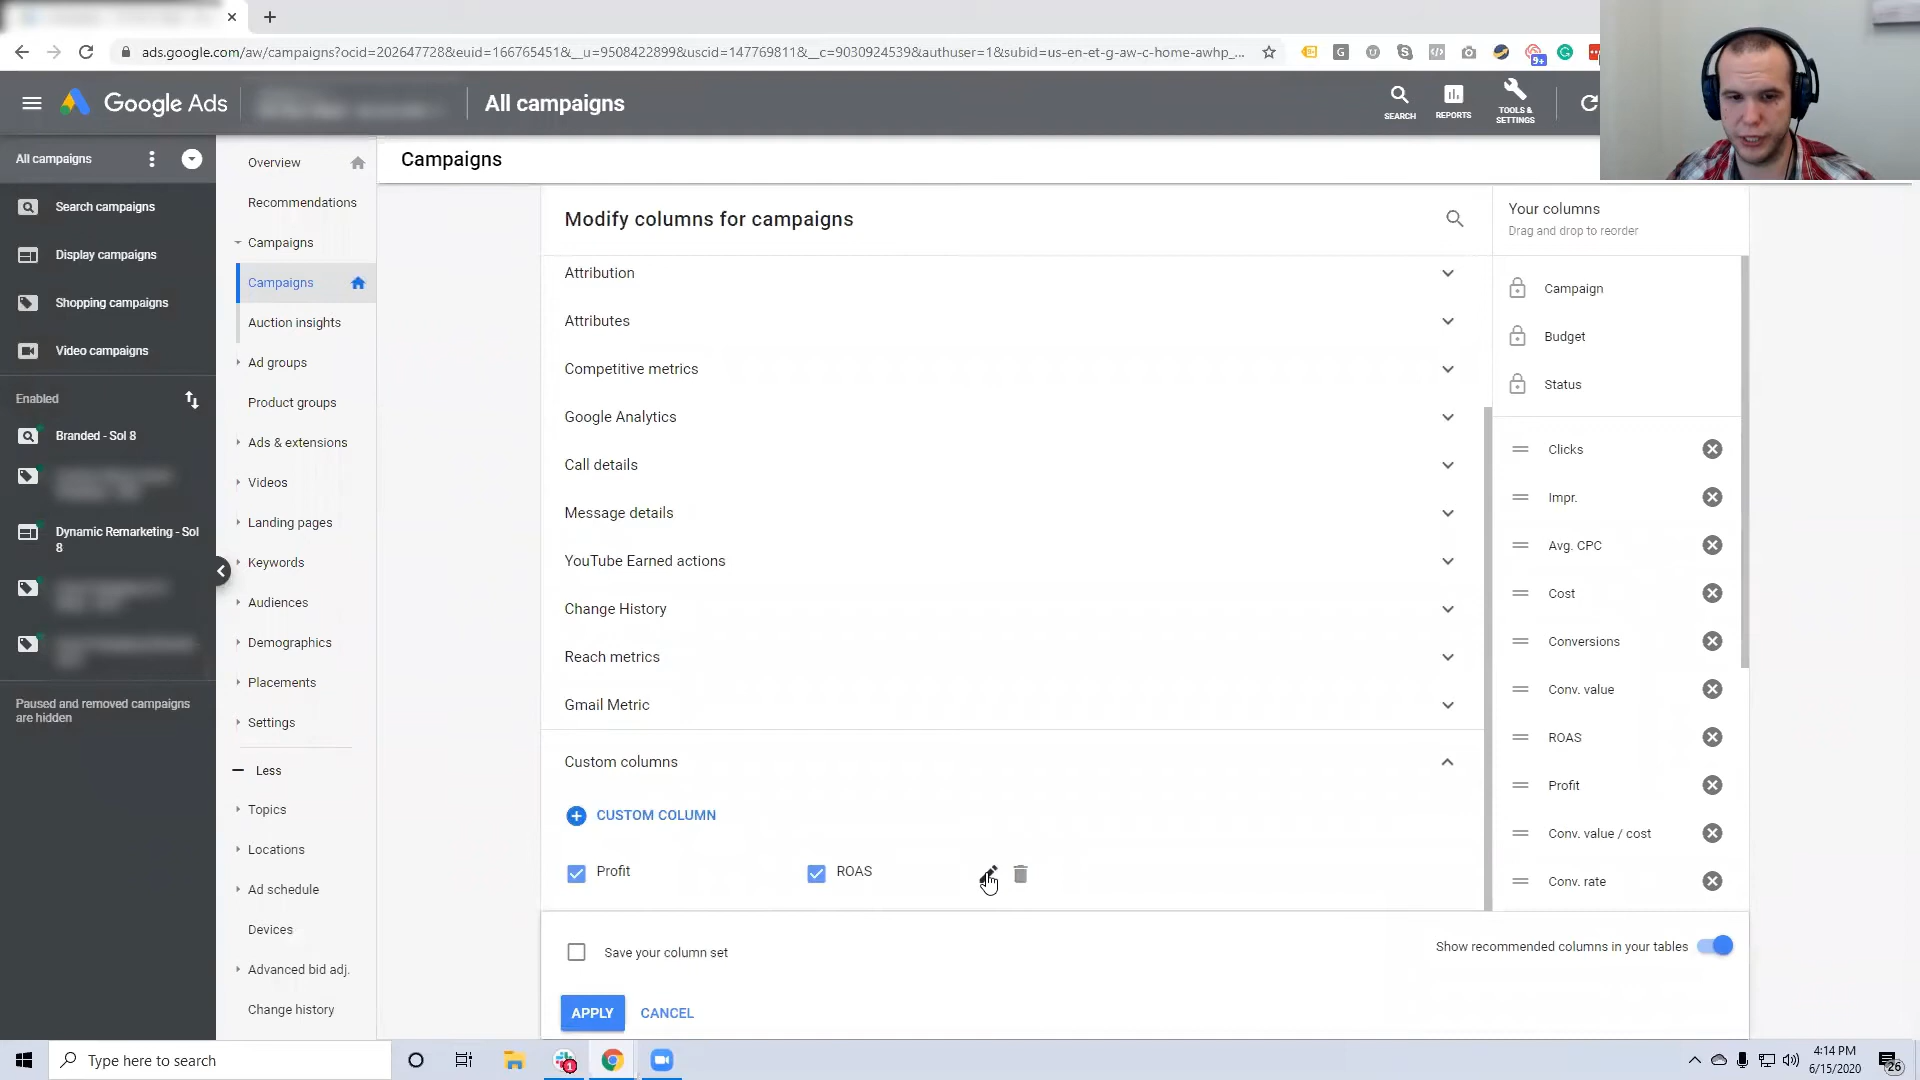 ads.google.com/aw/campaigns?ocid=202647728&euid=166765451&__u=9508422899&uscid=147769811&__c=9030924539&authuser=1&subid=us-en-et-g-aw-c-home-awhp_...
9+
Google Ads
All campaigns
SEARCH
REPORTS
TOOLS & SETTINGS
All campaigns
Search campaigns
Display campaigns
Shopping campaigns
Video campaigns
Enabled
Branded - Sol 8
Dynamic Remarketing - Sol
8
Paused and removed campaigns
are hidden
Overview
Recommendations
Campaigns
Campaigns
Auction insights
Ad groups
Product groups
Ads & extensions
Videos
Landing pages
Keywords
Audiences
Demographics
Placements
Settings
Less
Topics
Locations
Ad schedule
Devices
Advanced bid adj.
Change history
Campaigns
Modify columns for campaigns
Attribution
Attributes
Competitive metrics
Google Analytics
Call details
Message details
YouTube Earned actions
Change History
Reach metrics
Gmail Metric
Custom columns
CUSTOM COLUMN
Profit
ROAS
Save your column set
Show recommended columns in your tables
APPLY
CANCEL
Your columns
Drag and drop to reorder
Campaign
Budget
Status
Clicks
Impr.
Avg. CPC
Cost
Conversions
Conv. value
ROAS
Profit
Conv. value / cost
Conv. rate
Type here to search
1
4:14 PM
6/15/2020
26